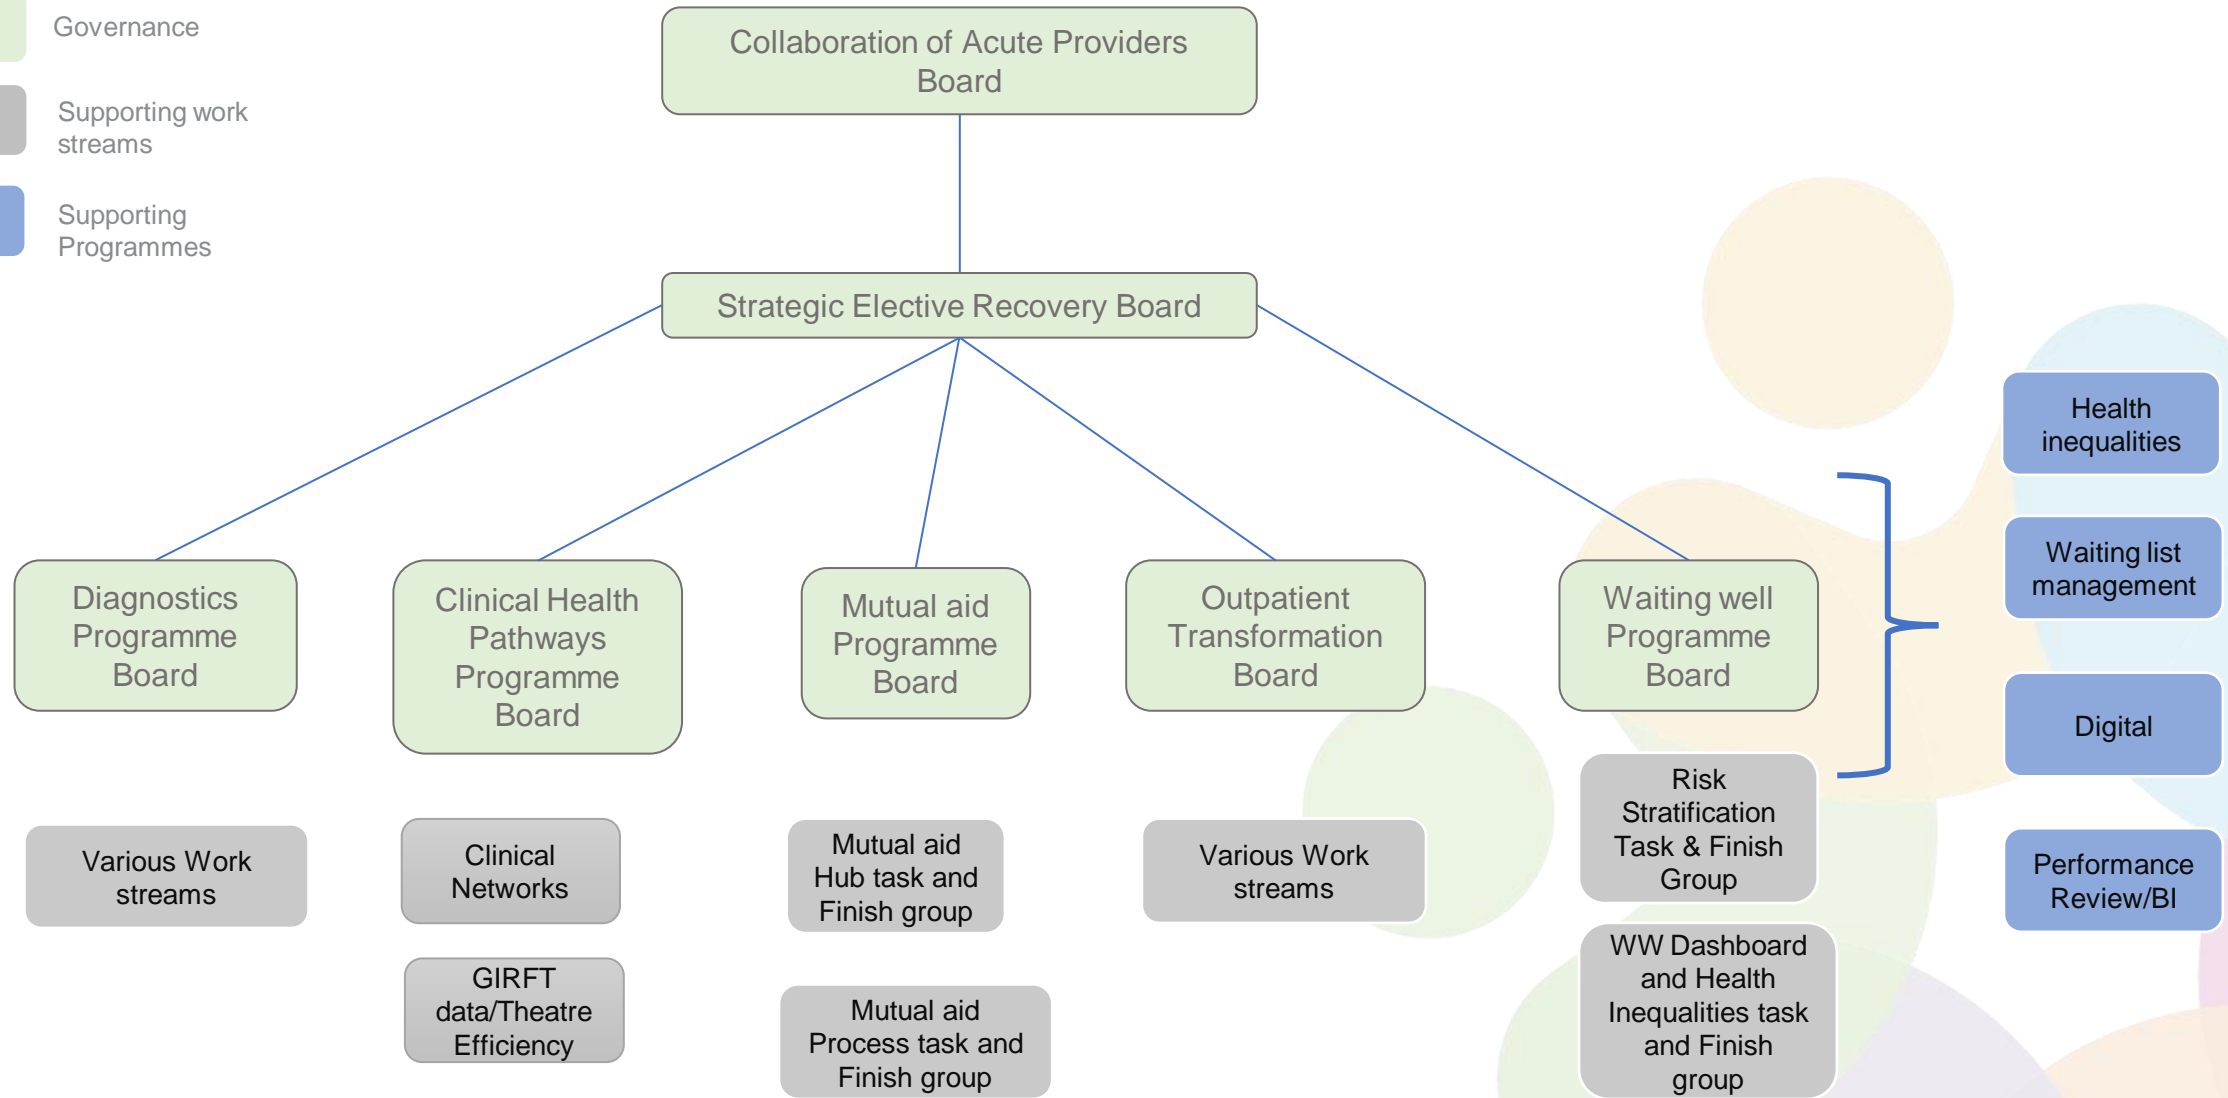 Governance
Supporting work
streams
Supporting
Programmes
Collaboration of Acute Providers
Board
Strategic Elective Recovery Board
Diagnostics
Programme
Board
Clinical Health
Pathways
Programme
Board
Mutual aid
Programme
Board
Outpatient
Transformation
Board
Waiting well
Programme
Board
Various Work
streams
Clinical
Networks
GIRFT
data/Theatre
Efficiency
Mutual aid
Hub task and
Finish group
Mutual aid
Process task and
Finish group
Various Work
streams
Risk
Stratification
Task & Finish
Group
WW Dashboard
and Health
Inequalities task
and Finish
group
Health
inequalities
Waiting list
management
Digital
Performance
Review/BI